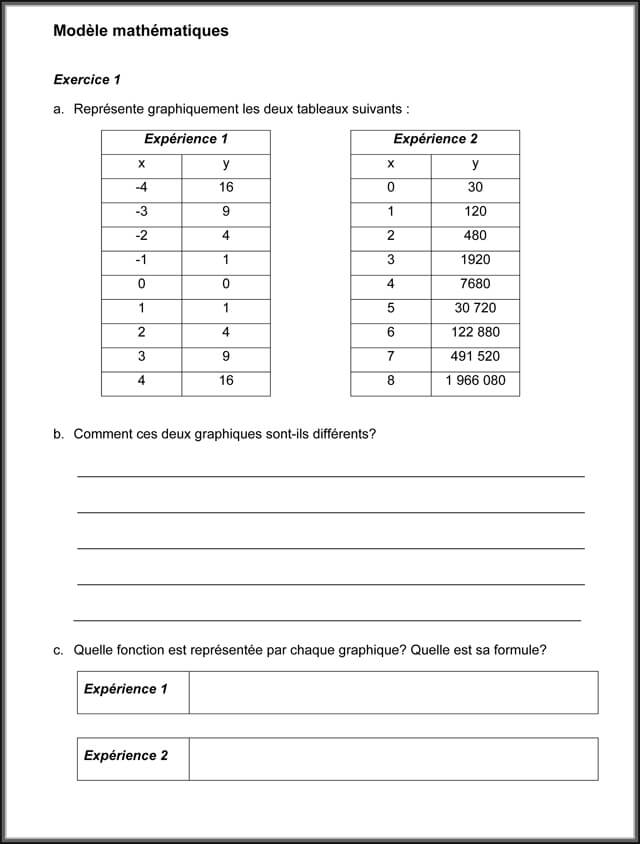 Modèle mathématiques
Exercice 1
a. Représente graphiquement les deux tableaux suivants :
Expérience 1
x y
-4 16
-3 9
-2 4
-1 1
0 0
1 1
2 4
3 9
4 16
Expérience 2
x y
0 30
1 120
2 480
3 1920
4 7680
5 30 720
6 122 880
7 491 520
8 1 966 080
b. Comment ces deux graphiques sont-ils différents?
c. Quelle fonction est représentée par chaque graphique? Quelle est sa formule?
Expérience 1
Expérience 2